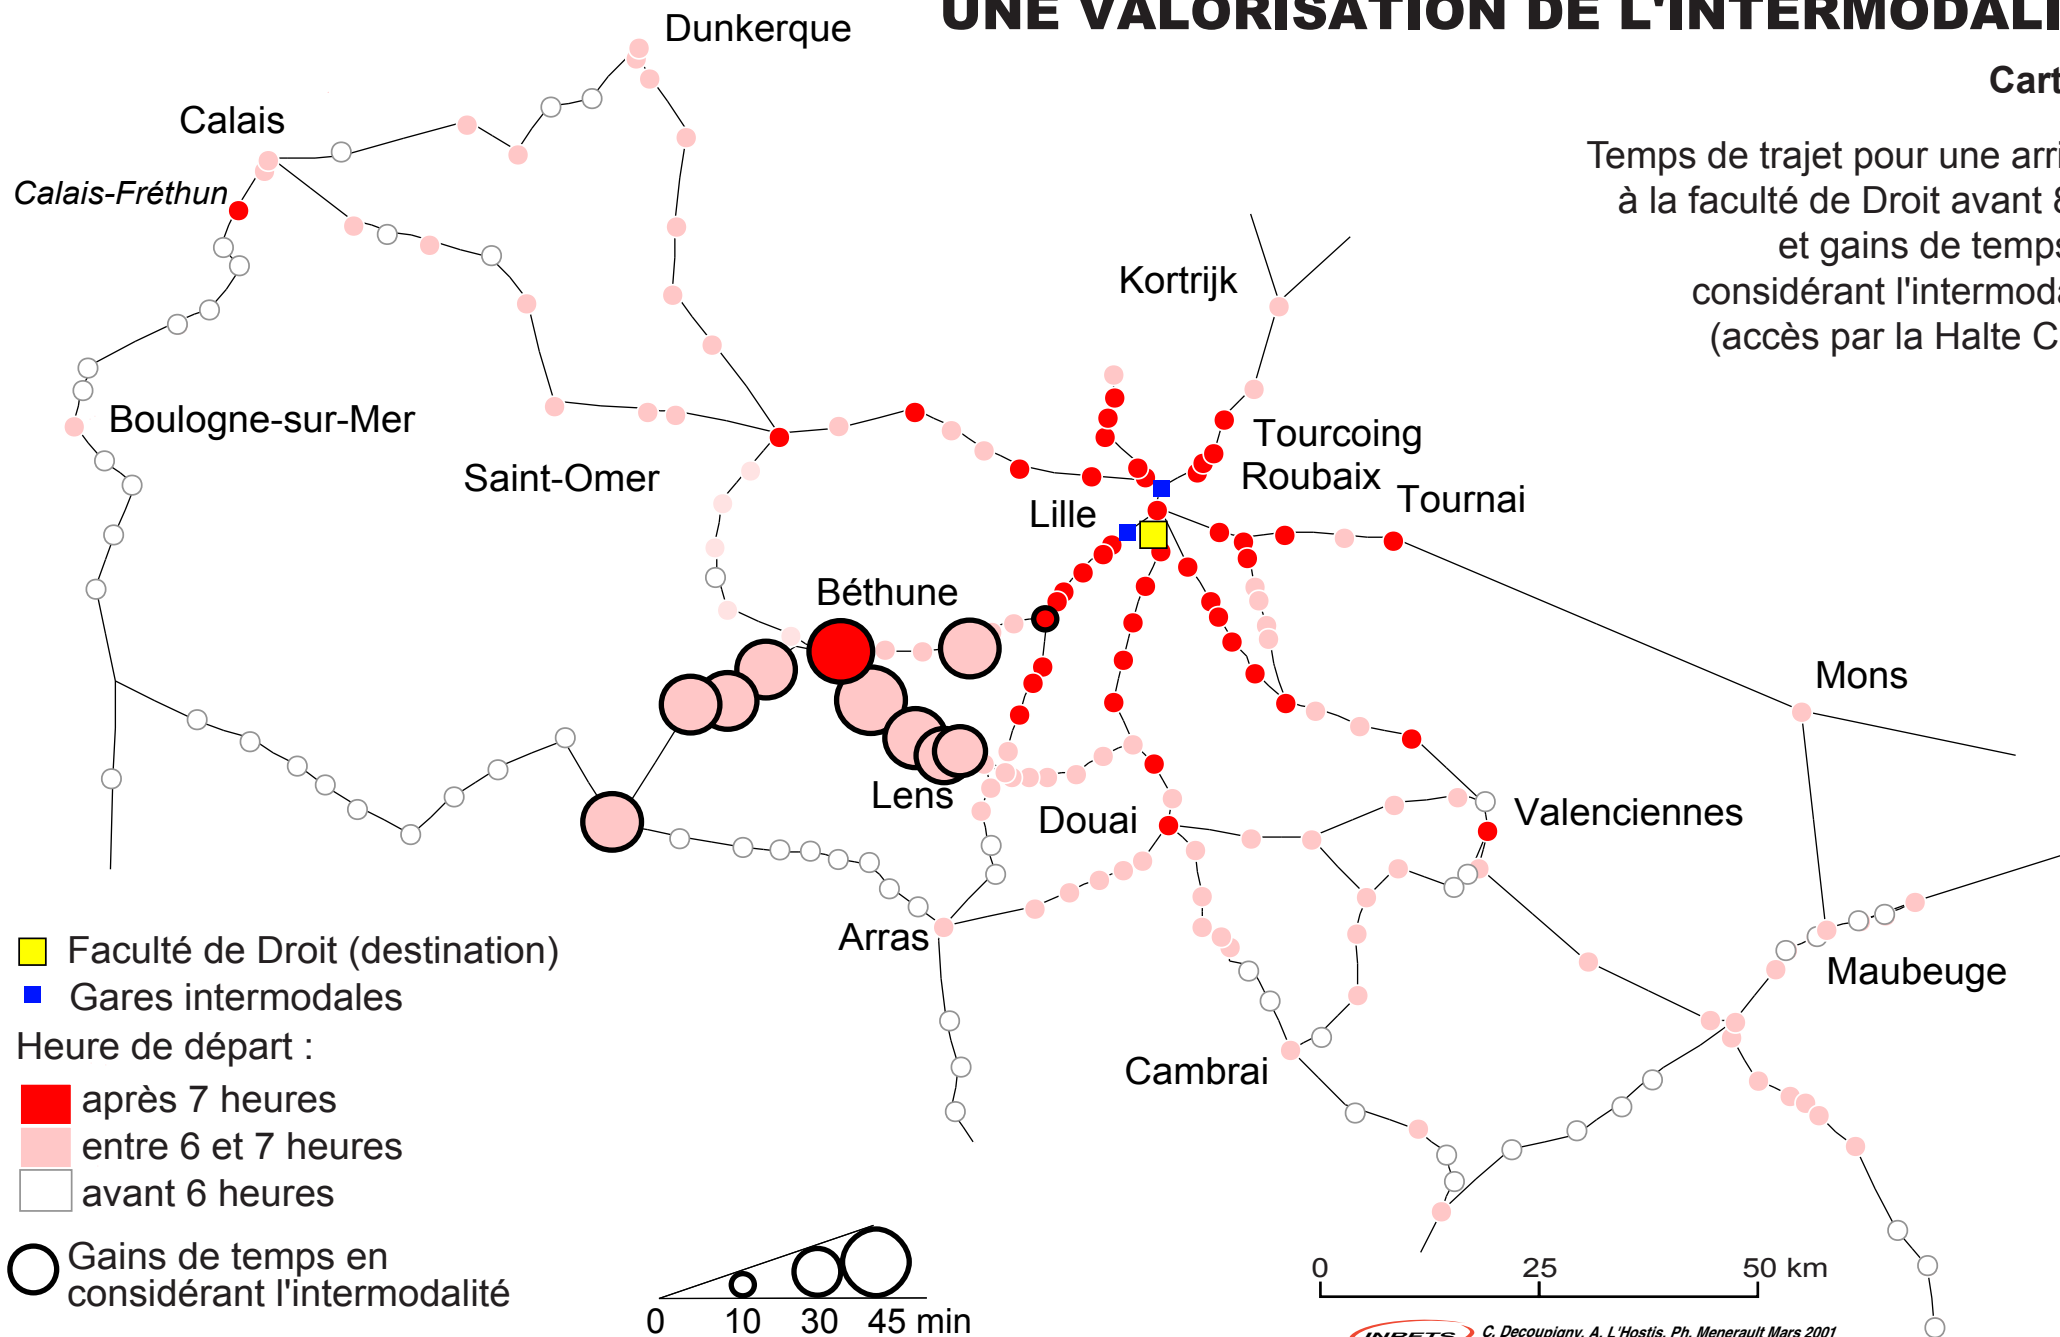 UNE VALORISATION DE L'INTERMODALI
Cart
Temps de trajet pour une arri
à la faculté de Droit avant 8
et gains de temps
considérant l'intermoda
(accès par la Halte C
Dunkerque
Calais
Calais-Fréthun
Kortrijk
Boulogne-sur-Mer
Tourcoing
Saint-Omer
Roubaix
Tournai
Lille
Béthune
Mons
Lens
Douai
Valenciennes
Arras
Maubeuge
Cambrai
Faculté de Droit (destination)
Gares intermodales
Heure de départ :
après 7 heures
entre 6 et 7 heures
avant 6 heures
Gains de temps en
considérant l'intermodalité
0 10 30 45 min
0 25 50 km
INRETS C. Decoupigny, A. L'Hostis, Ph. Menerault Mars 2001